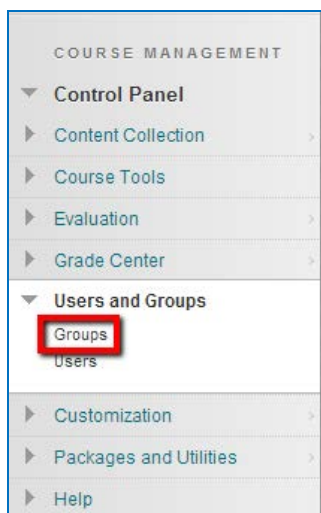 COURSE MANAGEMENT
Control Panel
Content Collection
Course Tools
Evaluation
Grade Center
Users and Groups
Groups
Users
Customization
Packages and Utilities
Help